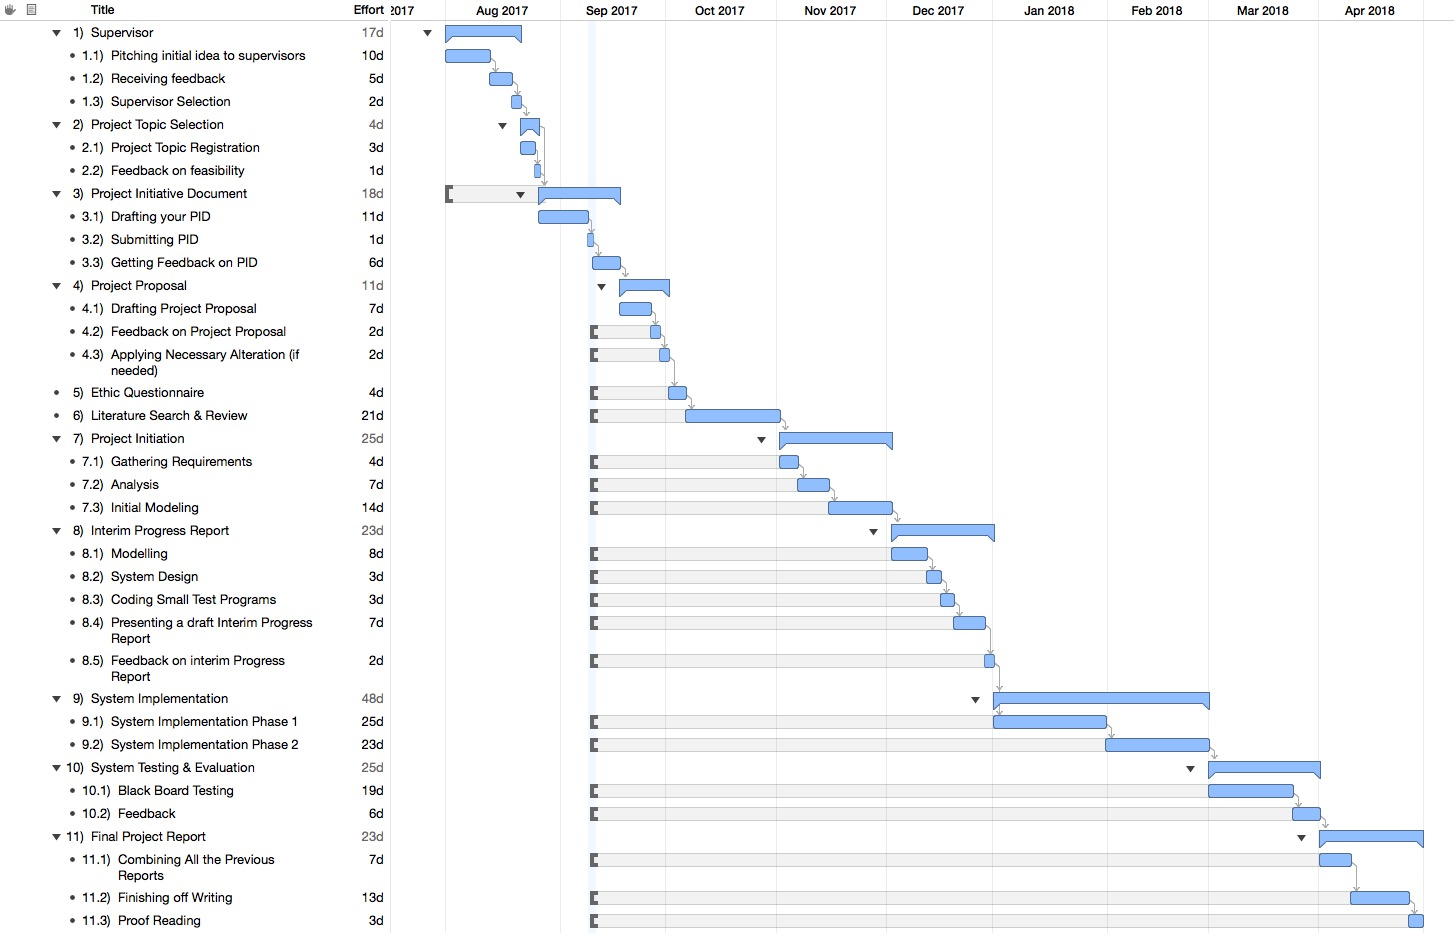 Title Effort 2017 Aug 2017 Sep 2017 Oct 2017 Nov 2017 Dec 2017 Jan 2018 Feb 2018 Mar 2018 Apr 2018
1) Supervisor 17d
1.1) Pitching initial idea to supervisors 10d
1.2) Receiving feedback 5d
1.3) Supervisor Selection 2d
2) Project Topic Selection 4d
2.1) Project Topic Registration 3d
2.2) Feedback on feasibility 1d
3) Project Initiative Document 18d
3.1) Drafting your PID 11d
3.2) Submitting PID 1d
3.3) Getting Feedback on PID 6d
4) Project Proposal 11d
4.1) Drafting Project Proposal 7d
4.2) Feedback on Project Proposal 2d
4.3) Applying Necessary Alteration (if 2d
needed)
5) Ethic Questionnaire 4d
6) Literature Search & Review 21d
7) Project Initiation 25d
7.1) Gathering Requirements 4d
7.2) Analysis 7d
7.3) Initial Modeling 14d
8) Interim Progress Report 23d
8.1) Modelling 8d
8.2) System Design 3d
8.3) Coding Small Test Programs 3d
8.4) Presenting a draft Interim Progress 7d
Report
8.5) Feedback on interim Progress 2d
Report
9) System Implementation 48d
9.1) System Implementation Phase 1 25d
9.2) System Implementation Phase 2 23d
10) System Testing & Evaluation 25d
10.1) Black Board Testing 19d
10.2) Feedback 6d
11) Final Project Report 23d
11.1) Combining All the Previous 7d
Reports
11.2) Finishing off Writing 13d
11.3) Proof Reading 3d